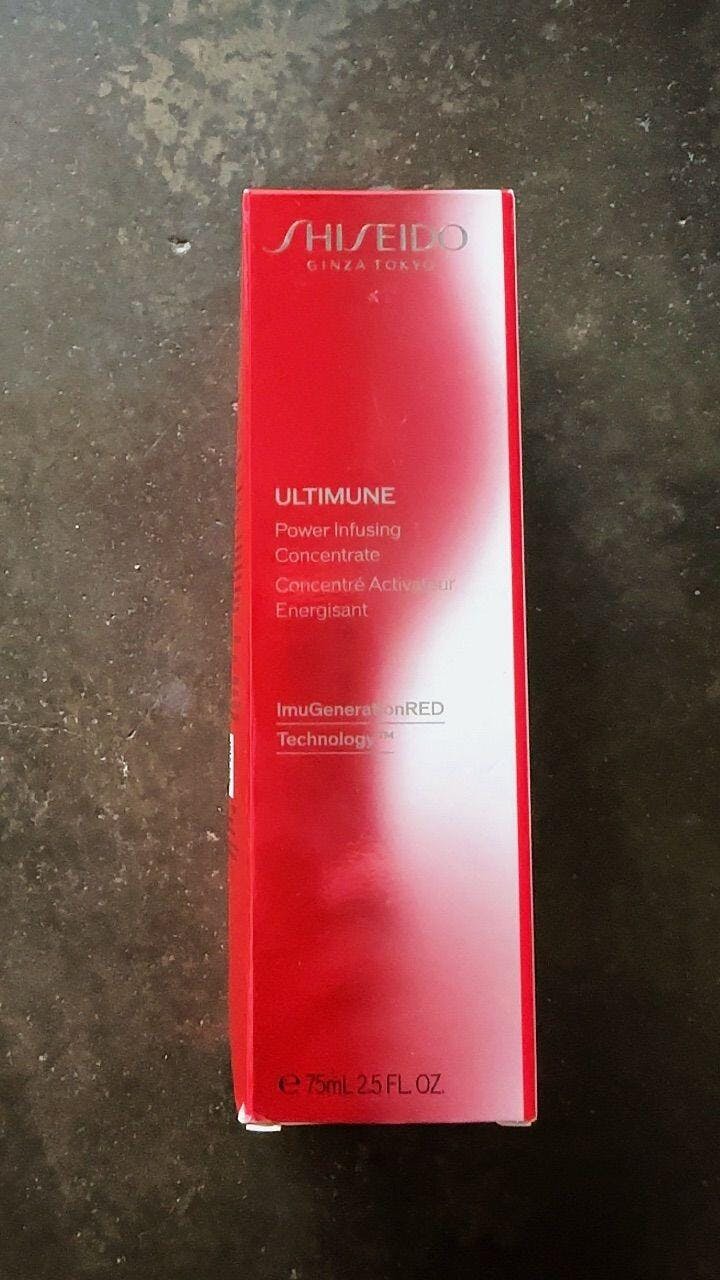 SHISEIDO
GINZA TOKYO
ULTIMUNE
Power Infusing
Concentrate
Concentré Activateur
Energisant
ImuGenerationRED
Technology™
℮ 75mL 2.5 FL. OZ.